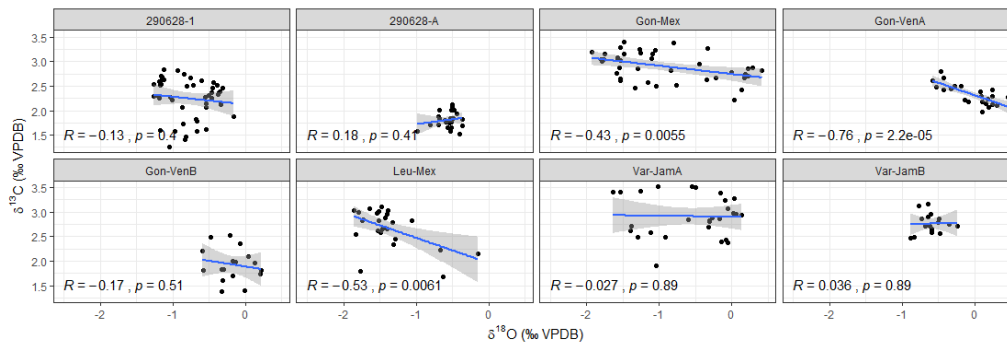 290628-1
290628-A
Gon-Mex
Gon-VenA
3.5
3.0
2.5
2.0
1.5
R = −0.13 , p = 0.4
R = 0.18 , p = 0.41
R = −0.43 , p = 0.0055
R = −0.76 , p = 2.2e-05
δ¹³C (‰ VPDB)
Gon-VenB
Leu-Mex
Var-JamA
Var-JamB
3.5
3.0
2.5
2.0
1.5
R = −0.17 , p = 0.51
R = −0.53 , p = 0.0061
R = −0.027 , p = 0.89
R = 0.036 , p = 0.89
-2 -1 0 -2 -1 0 -2 -1 0 -2 -1 0
δ¹⁸O (‰ VPDB)